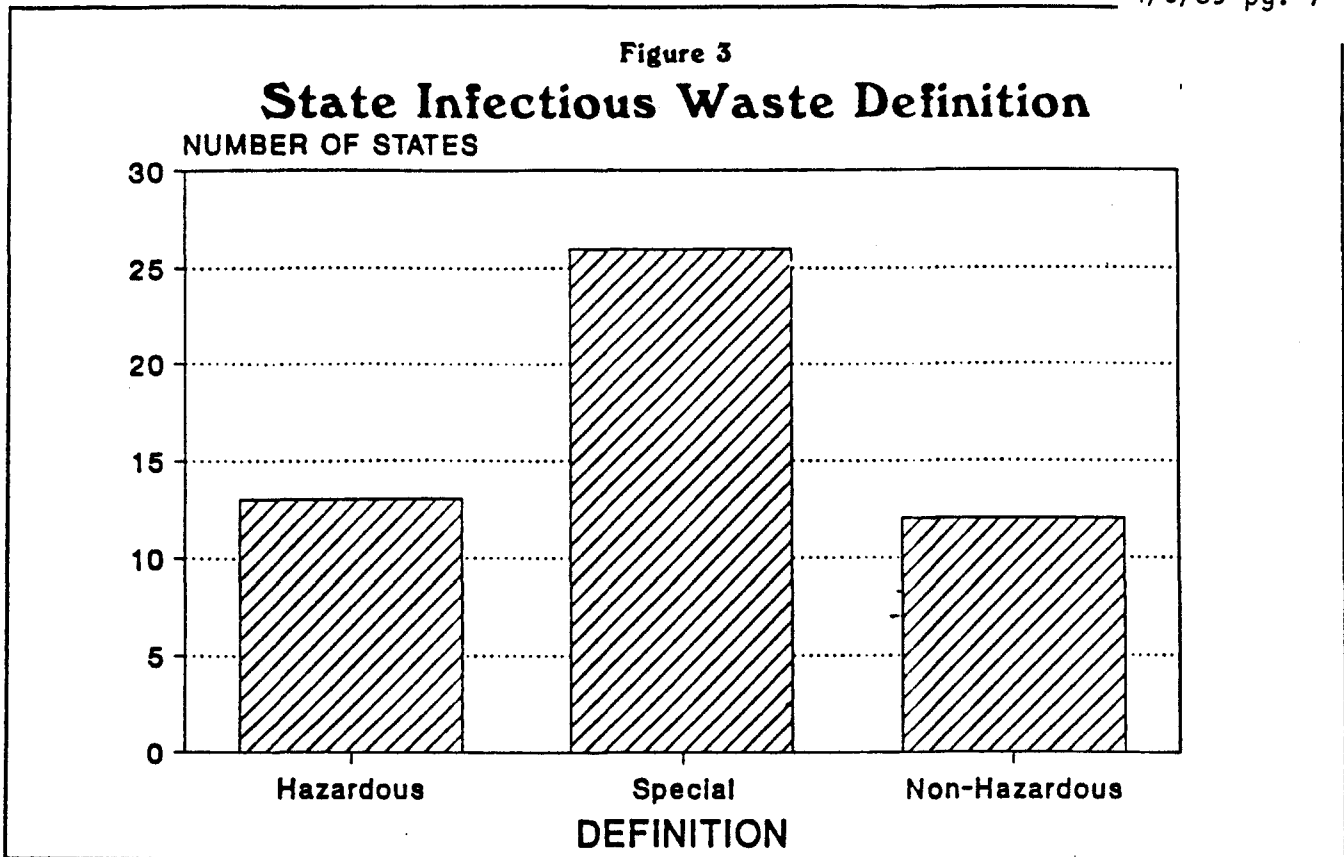 pg.
Figure 3
State Infectious Waste Definition
NUMBER OF STATES
30
25
20
15
10
5
0
Hazardous
Special
Non-Hazardous
DEFINITION